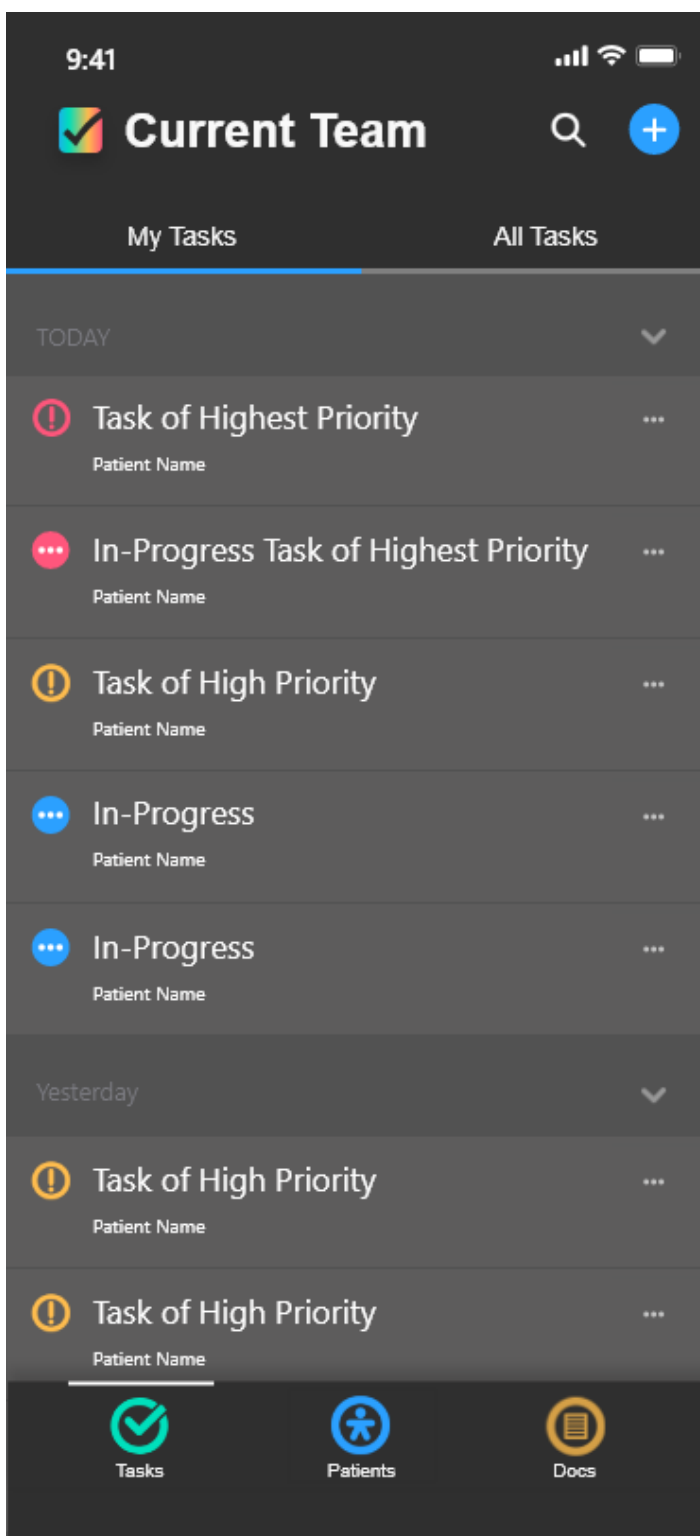 9:41
Current Team
My Tasks
All Tasks
TODAY
Task of Highest Priority
Patient Name
In-Progress Task of Highest Priority
Patient Name
Task of High Priority
Patient Name
In-Progress
Patient Name
In-Progress
Patient Name
Yesterday
Task of High Priority
Patient Name
Task of High Priority
Patient Name
Tasks
Patients
Docs